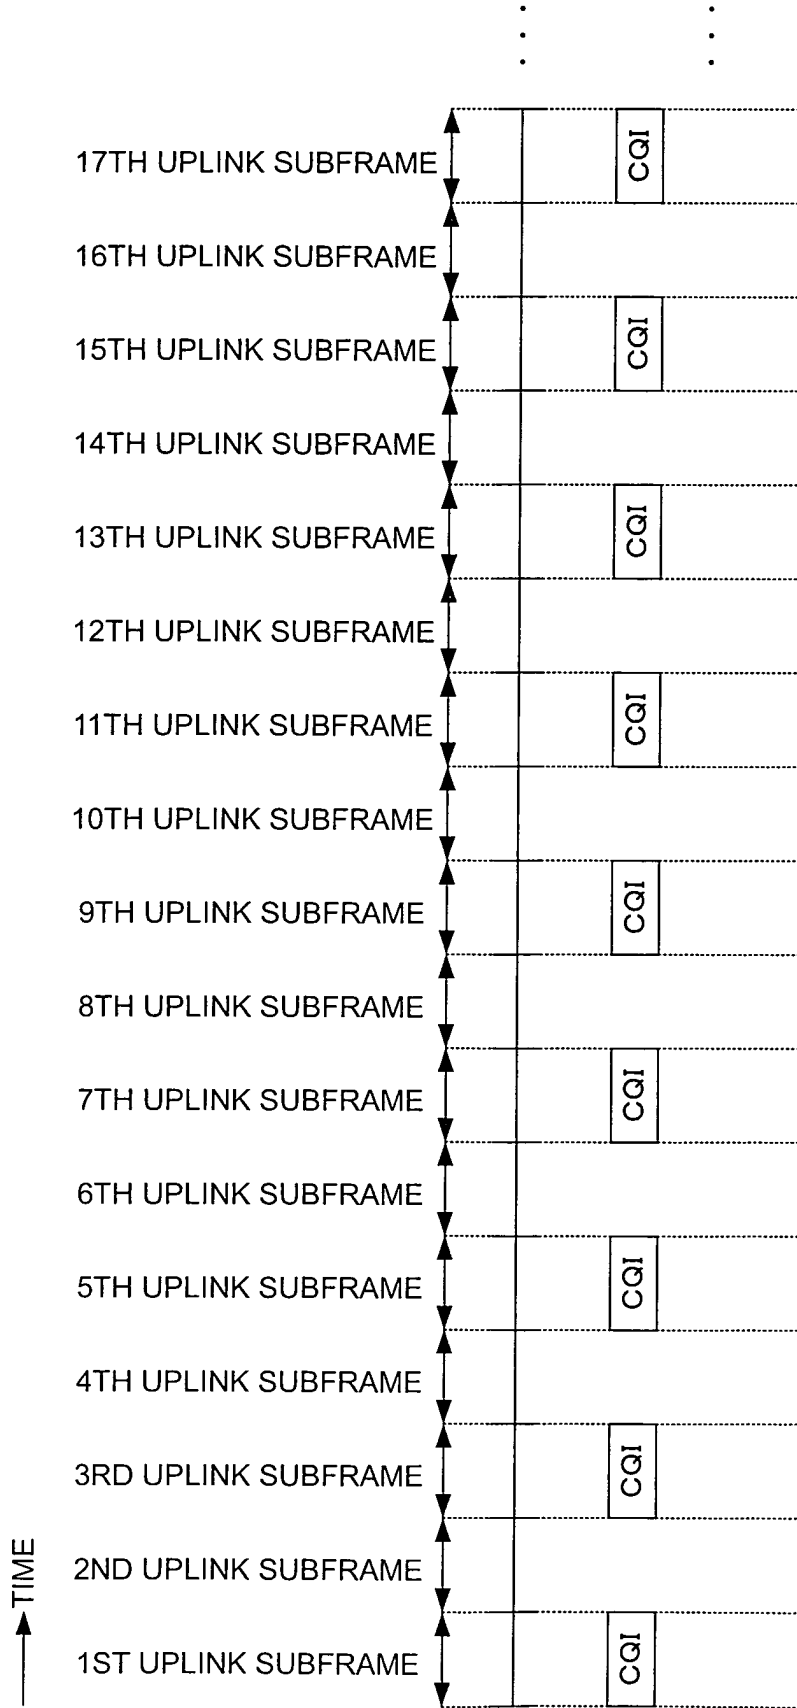 17TH UPLINK SUBFRAME
CQI
16TH UPLINK SUBFRAME
15TH UPLINK SUBFRAME
CQI
14TH UPLINK SUBFRAME
13TH UPLINK SUBFRAME
CQI
12TH UPLINK SUBFRAME
11TH UPLINK SUBFRAME
CQI
10TH UPLINK SUBFRAME
9TH UPLINK SUBFRAME
CQI
8TH UPLINK SUBFRAME
7TH UPLINK SUBFRAME
CQI
6TH UPLINK SUBFRAME
5TH UPLINK SUBFRAME
CQI
4TH UPLINK SUBFRAME
3RD UPLINK SUBFRAME
CQI
2ND UPLINK SUBFRAME
1ST UPLINK SUBFRAME
CQI
TIME